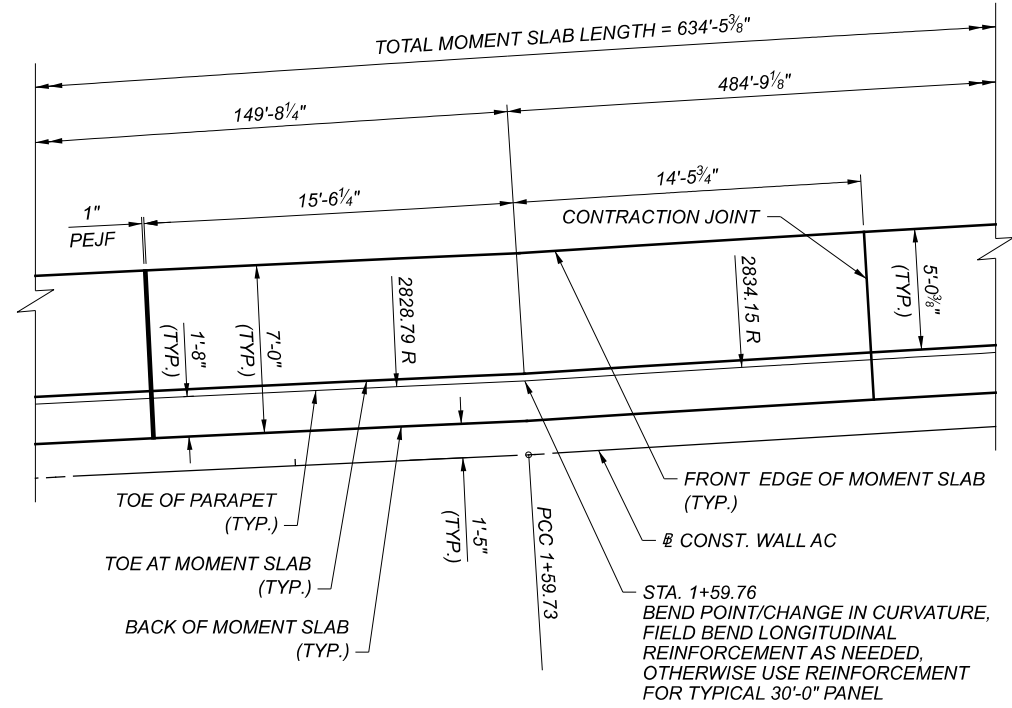 TOTAL MOMENT SLAB LENGTH = 634'-5⅜"
149'-8¼"
484'-9⅛"
1"
PEJF
15'-6¼"
14'-5¾"
CONTRACTION JOINT
1'-8"
(TYP.)
7'-0"
(TYP.)
2828.79 R
2834.15 R
5'-0⅜"
(TYP.)
TOE OF PARAPET
(TYP.)
TOE AT MOMENT SLAB
(TYP.)
BACK OF MOMENT SLAB
(TYP.)
1'-5"
(TYP.)
PCC 1+59.73
FRONT EDGE OF MOMENT SLAB
(TYP.)
CONST. WALL AC
STA. 1+59.76
BEND POINT/CHANGE IN CURVATURE,
FIELD BEND LONGITUDINAL
REINFORCEMENT AS NEEDED,
OTHERWISE USE REINFORCEMENT
FOR TYPICAL 30'-0" PANEL